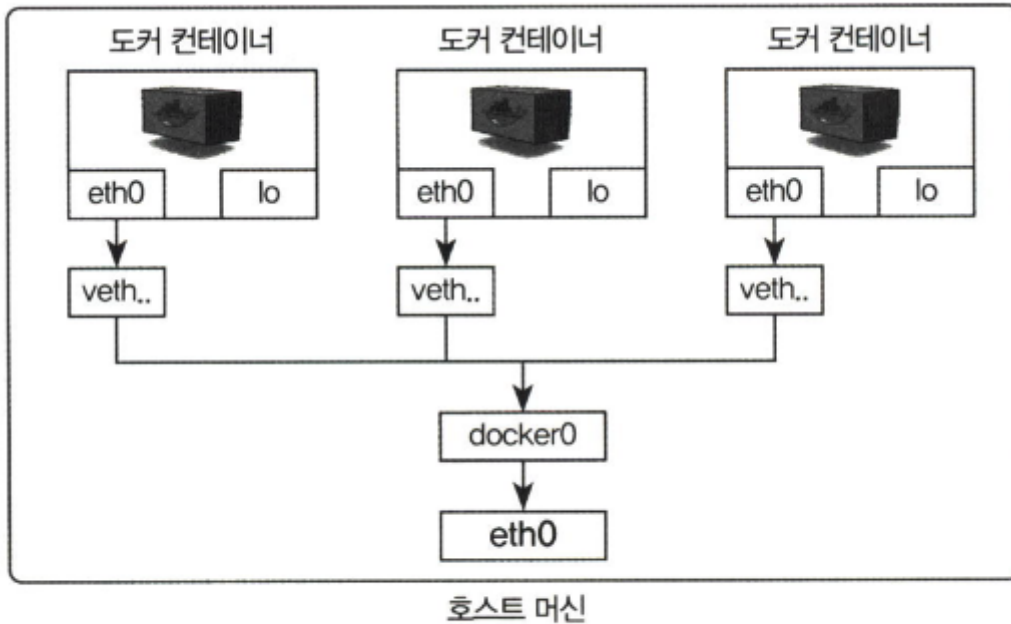 도커 컨테이너 도커 컨테이너 도커 컨테이너
eth0 lo eth0 lo eth0 lo
veth.. veth.. veth..
docker0
eth0
호스트 머신